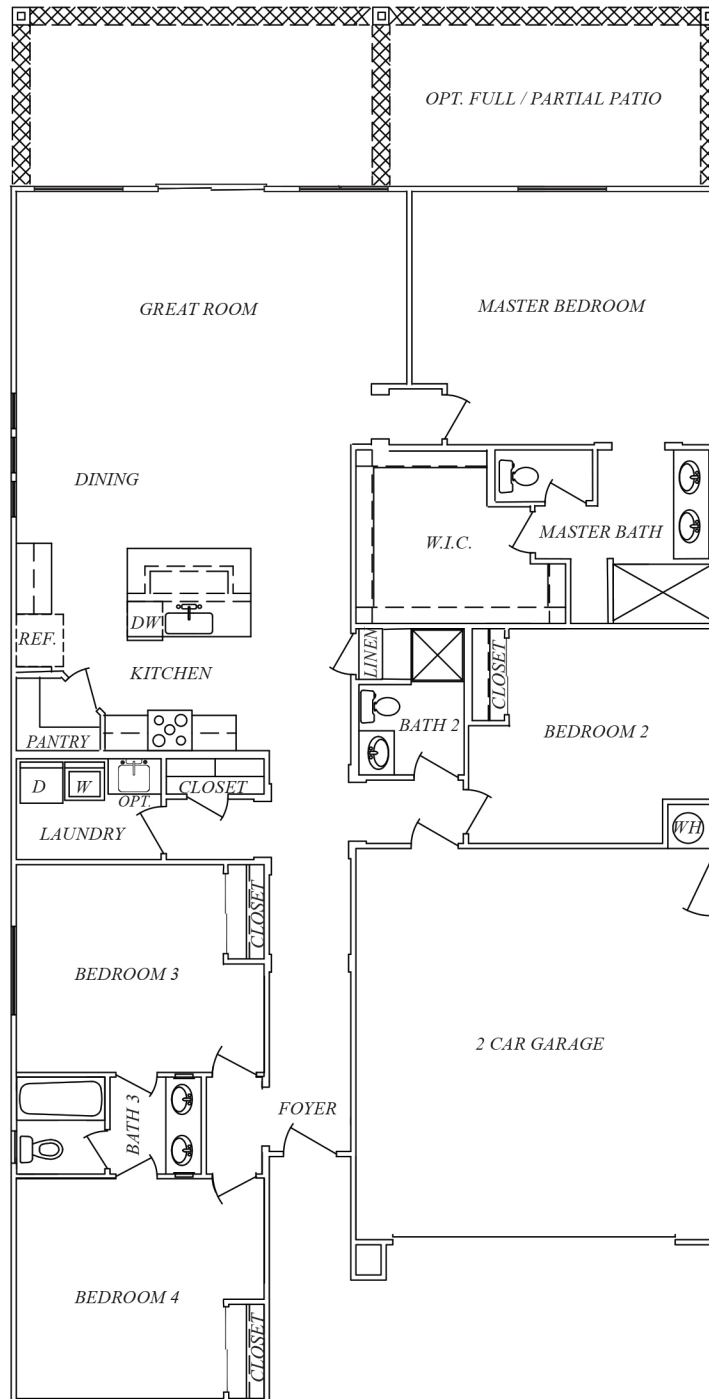 OPT. FULL / PARTIAL PATIO
GREAT ROOM
MASTER BEDROOM
DINING
W.I.C.
MASTER BATH
DW
REF.
LINEN
CLOSET
KITCHEN
BATH 2
BEDROOM 2
PANTRY
D
W
OPT.
CLOSET
WH
LAUNDRY
CLOSET
BEDROOM 3
2 CAR GARAGE
BATH 3
FOYER
BEDROOM 4
CLOSET